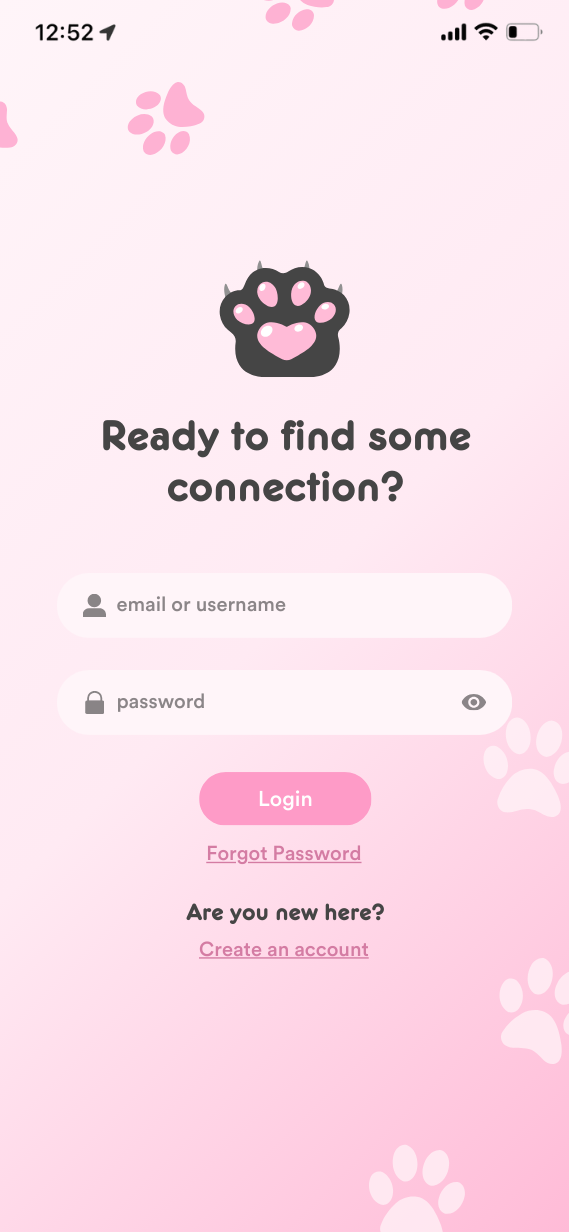 12:52
Ready to find some
connection?
email or username
password
Login
Forgot Password
Are you new here?
Create an account